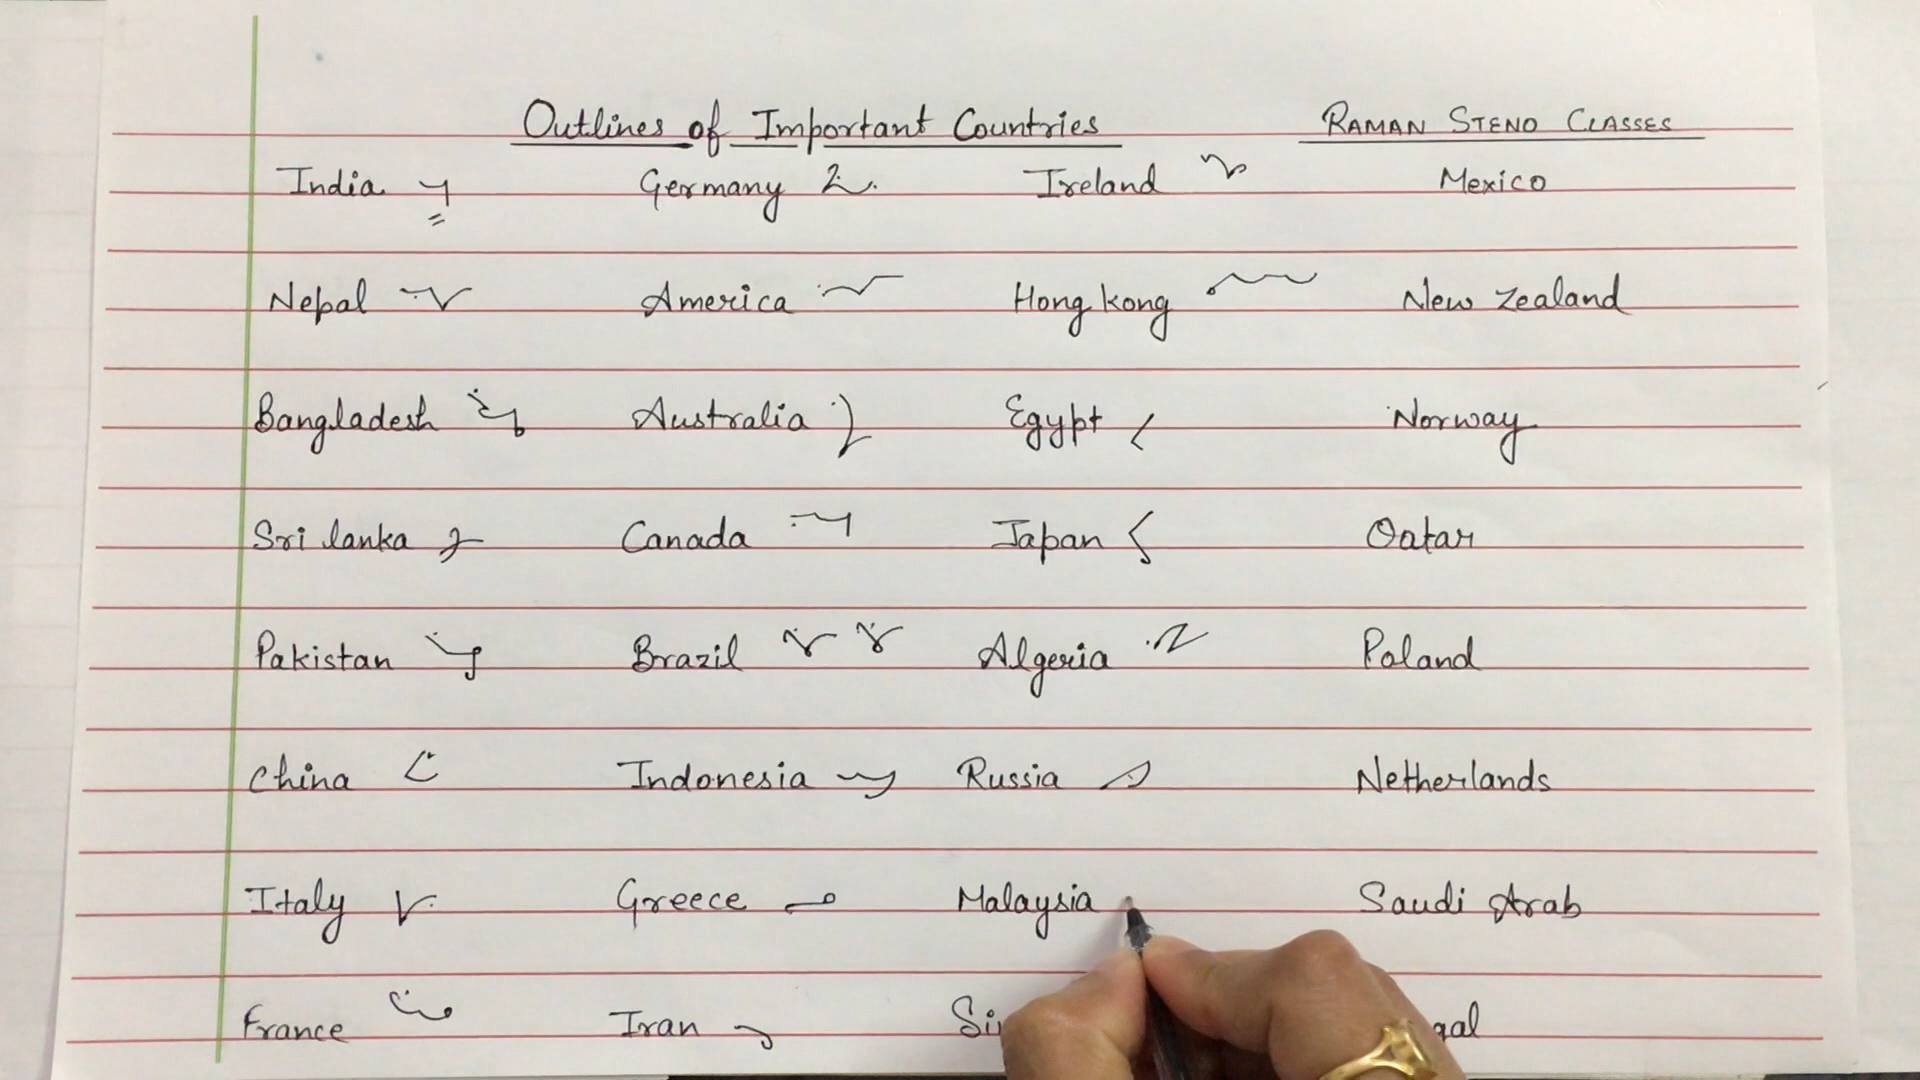 Outlines of Important Countries RAMAN STENO CLASSES
India Germany Ireland Mexico
Nepal America Hong kong New Zealand
Bangladesh Australia Egypt Norway
Sri lanka Canada Japan Qatar
Pakistan Brazil Algeria Poland
China Indonesia Russia Netherlands
Italy Greece Malaysia Saudi Arab
France Iran